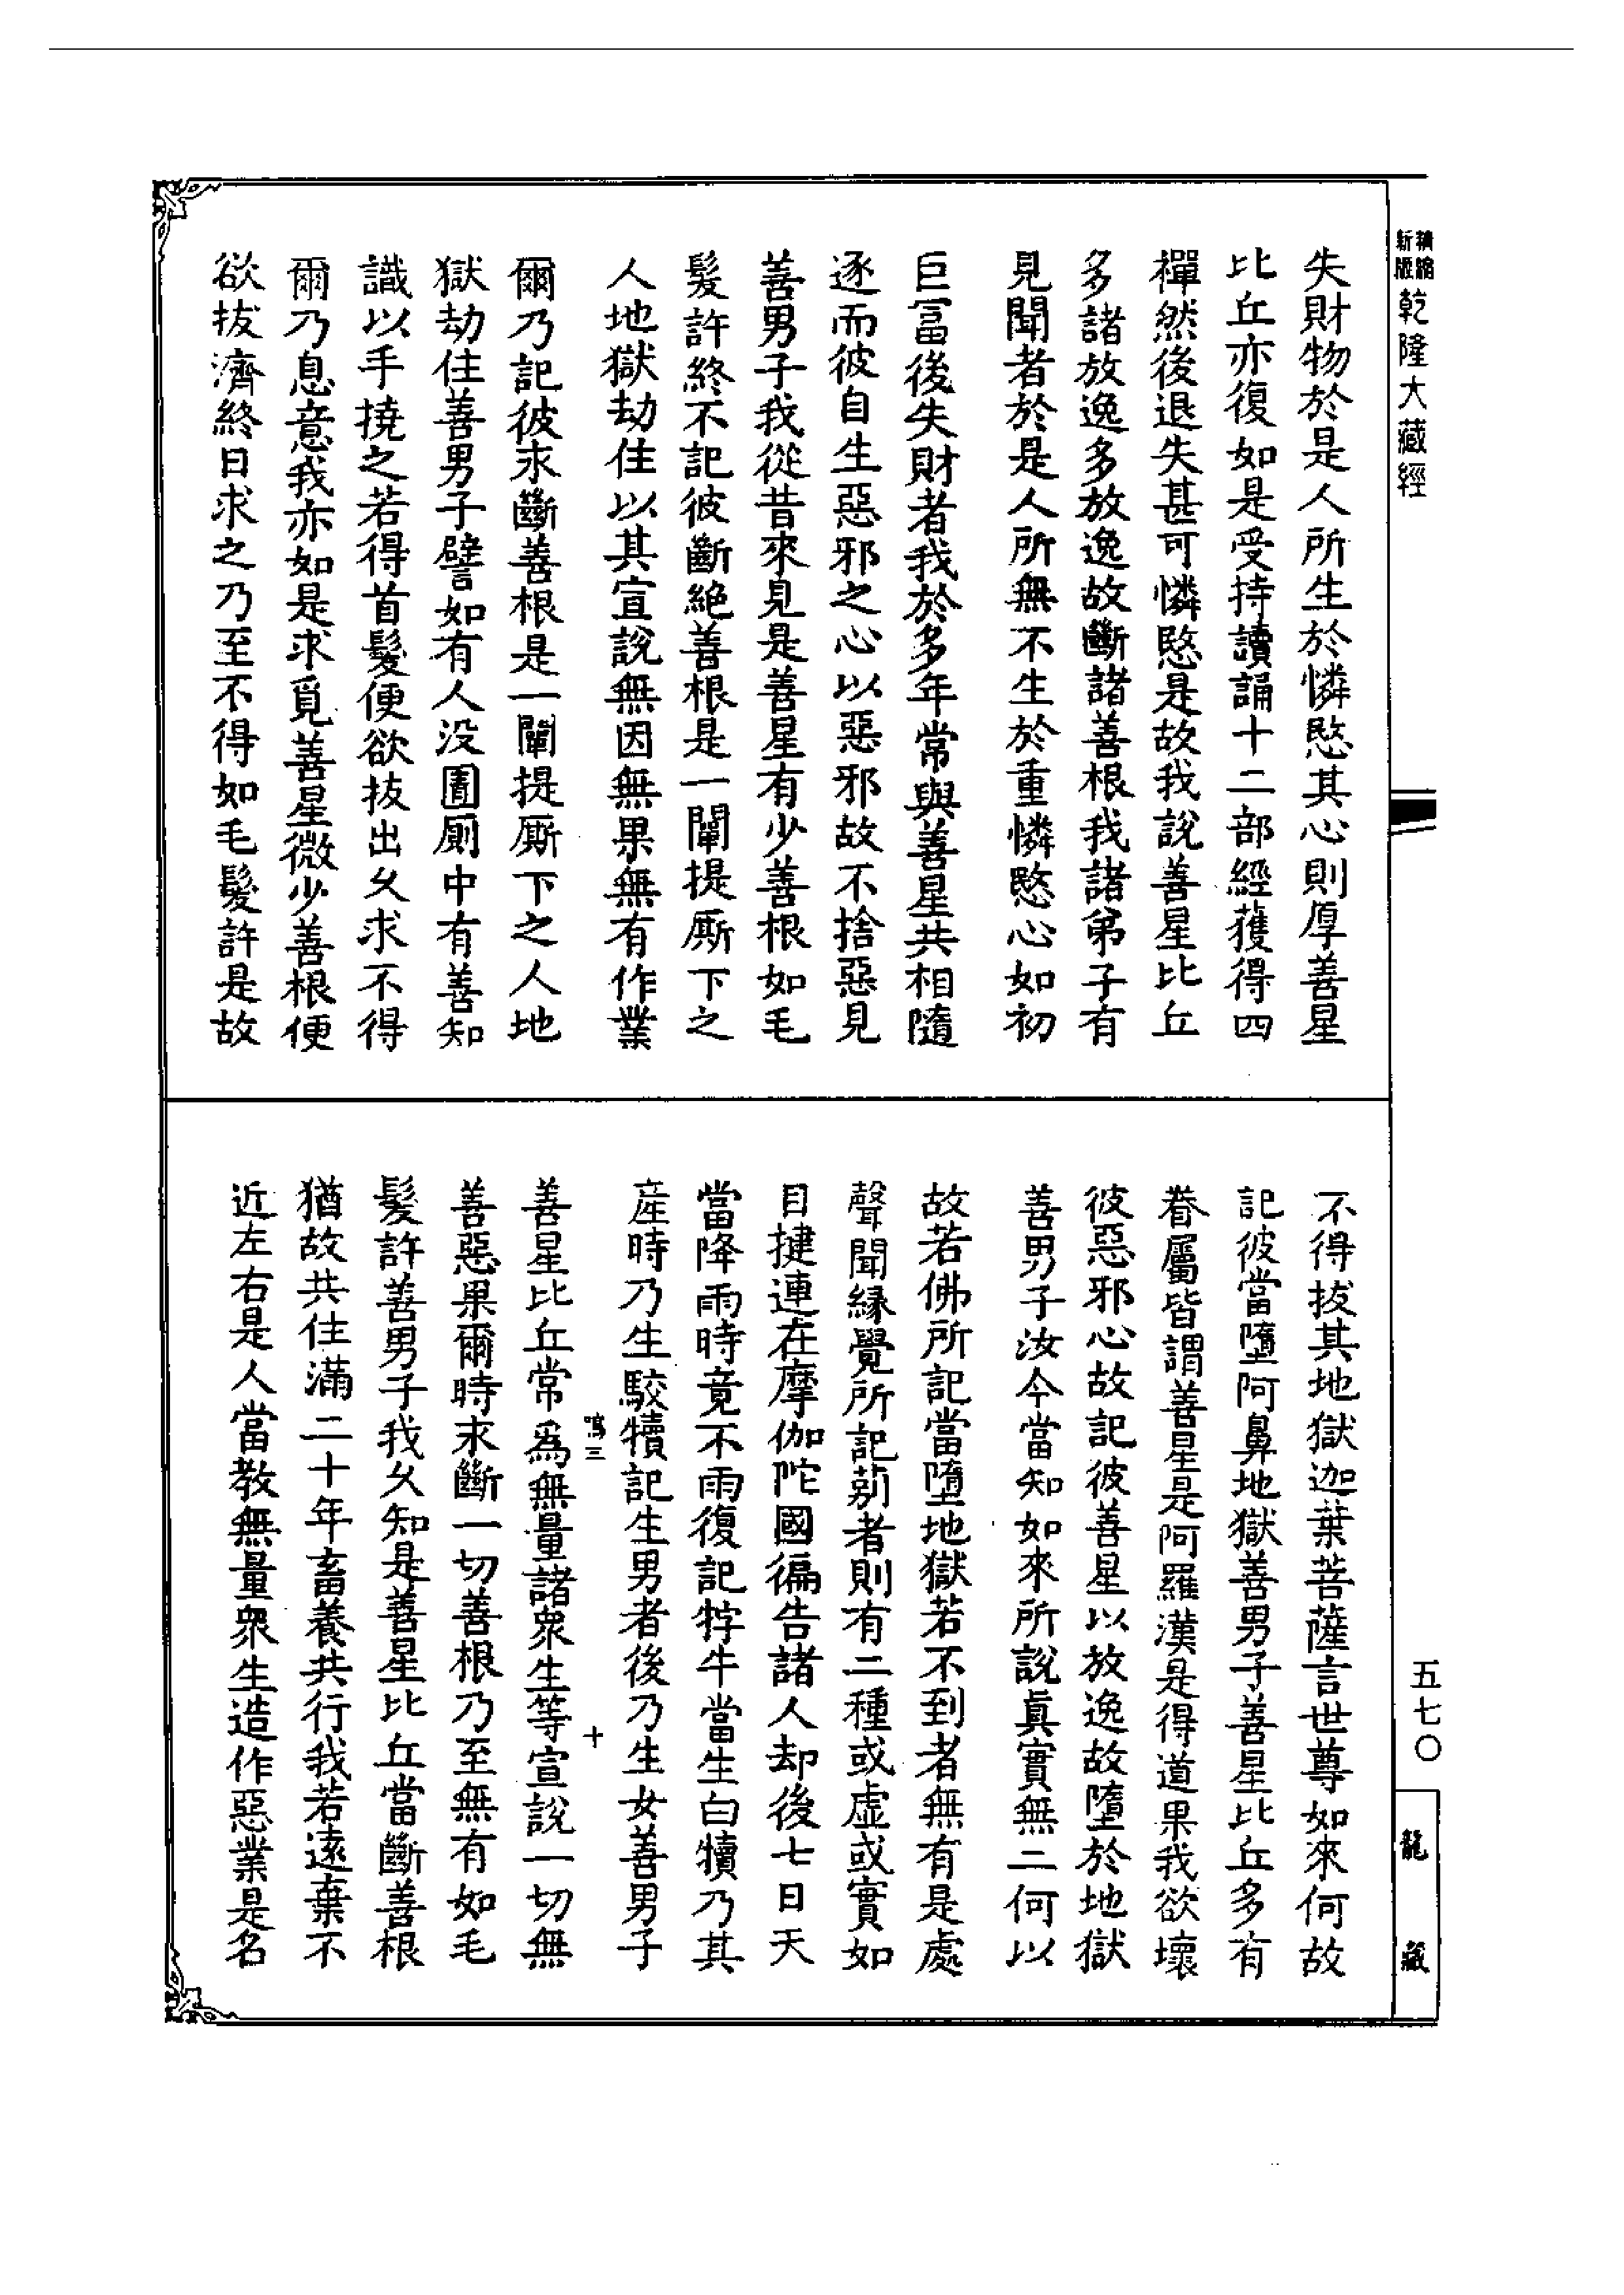 新編
縮版
乾隆大藏經
失財物於是人所生於憐愍其心則厚善星
比丘亦復如是受持讀誦十二部經獲得四
禪然後退失甚可憐愍是故我說善星比丘
多諸放逸多放逸故斷諸善根我諸弟子有
見聞者於是人所無不生於重憐愍心如初
巨冨後失財者我於多年常與善星共相隨
逐而彼自生惡邪之心以惡邪故不捨惡見
善男子我從昔來見是善星有少善根如毛
髮許終不記彼斷絶善根是一闡提厮下之
人地獄劫住以其宣說無因無果無有作業
爾乃記彼求斷善根是一闡提厮下之人地
獄劫住善男子譬如有人没圊厠中有善知
識以手撓之若得首髮便欲拔出久求不得
爾乃息意我亦如是求覓善星微少善根便
欲拔濟終日求之乃至不得如毛髮許是故
不得拔其地獄迦葉菩薩言世尊如來何故
記彼當墮阿鼻地獄善男子善星比丘多有
眷屬皆謂善星是阿羅漢是得道果我欲壞
彼惡邪心故記彼善星以放逸故墮於地獄
善男子汝今當知如來所說眞實無二何以
故若佛所記當墮地獄若不到者無有是處
聲聞緣覺所記莂者則有二種或虛或實如
目揵連在摩伽陀國徧告諸人却後七日天
當降雨時竟不雨復記牸牛當生白犢乃其
産時乃生駮犢記生男者後乃生女善男子
鳴三
十
善星比丘常爲無量諸衆生等宣說一切無
善惡果爾時求斷一切善根乃至無有如毛
髮許善男子我久知是善星比丘當斷善根
猶故共住滿二十年畜養共行我若遠棄不
近左右是人當教無量衆生造作惡業是名
五七〇
龍藏